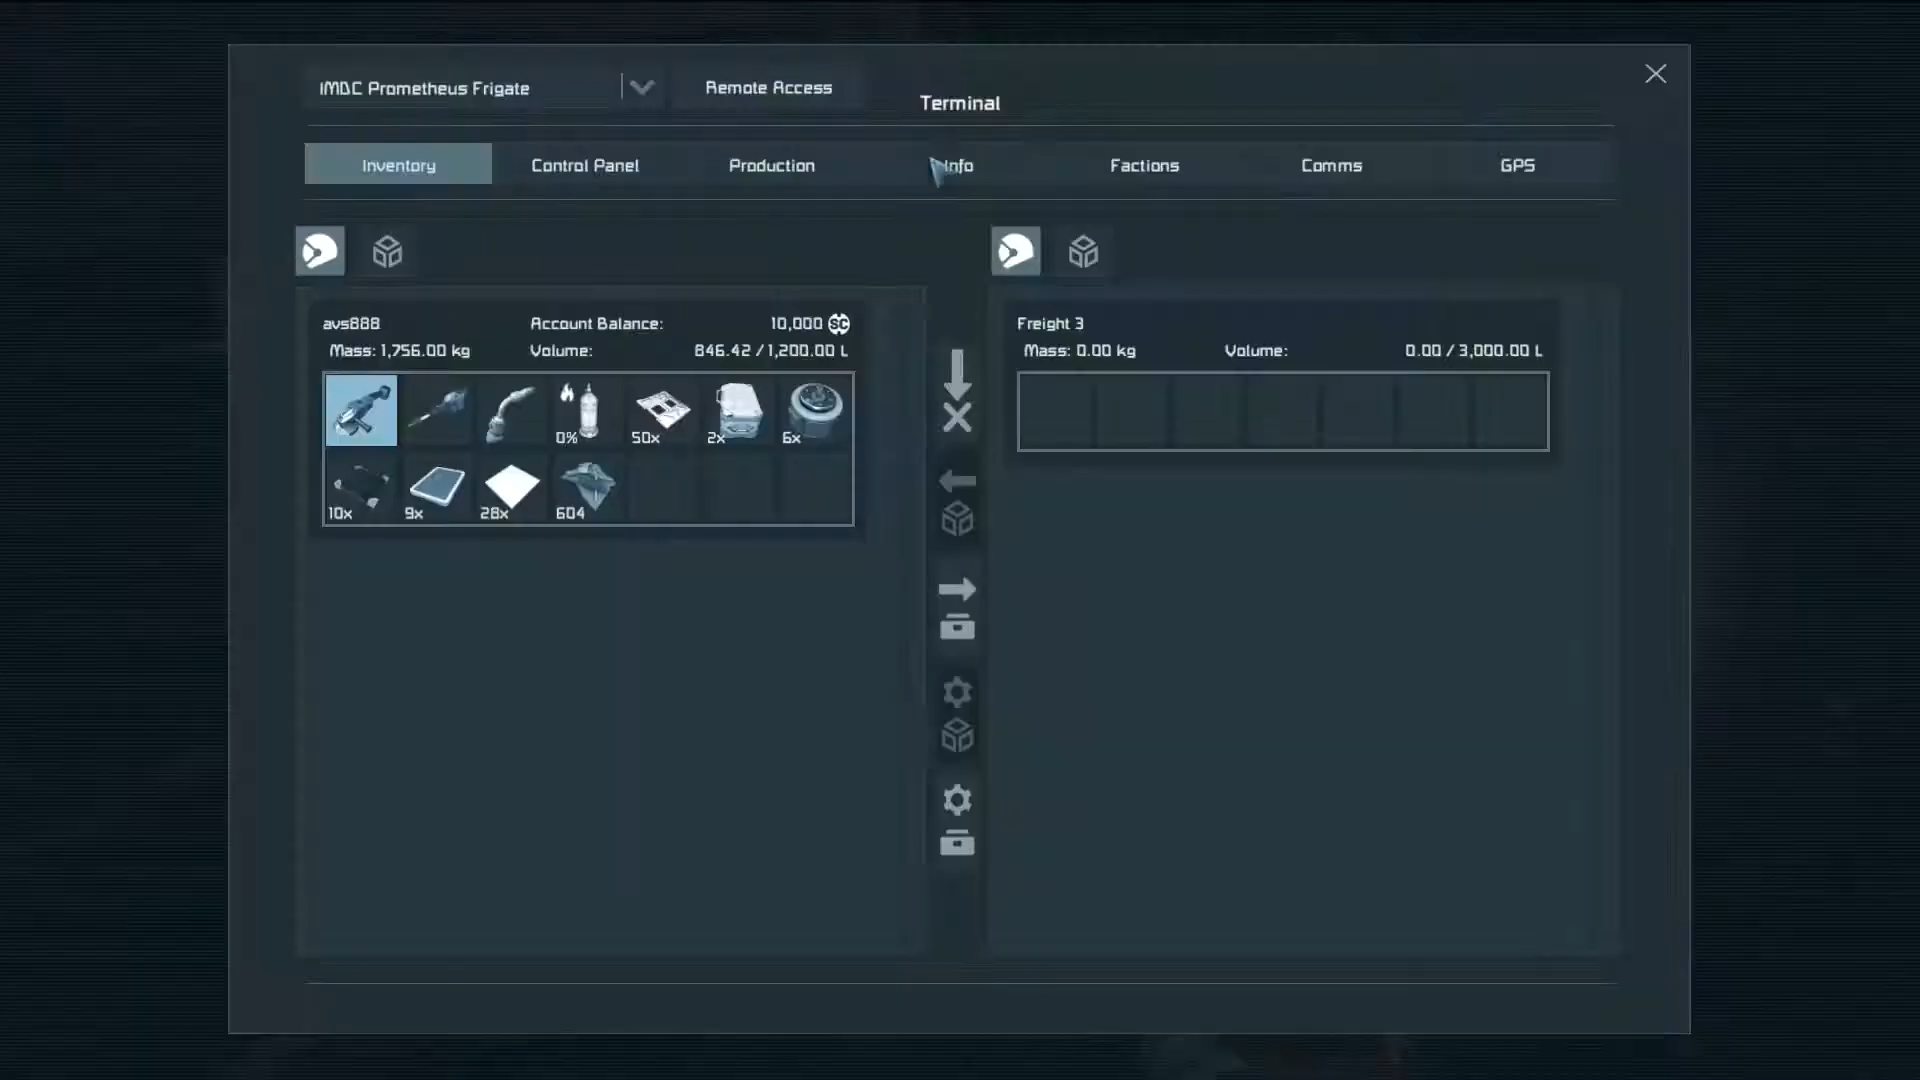 IMDC Prometheus Frigate
Remote Access
Terminal
Inventory
Control Panel
Production
Info
Factions
Comms
GPS
avs888
Account Balance:
10,000 SC
Mass: 1,756.00 kg
Volume:
846.42 / 1,200.00 L
0%
50x
2x
6x
10x
9x
28x
604
Freight 3
Mass: 0.00 kg
Volume:
0.00 / 3,000.00 L